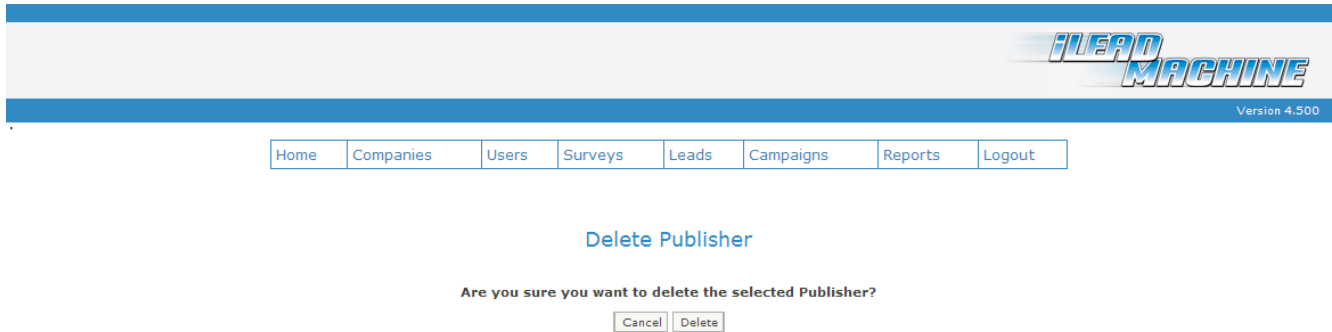 iLEAD
MACHINE
Version 4.500
Home Companies Users Surveys Leads Campaigns Reports Logout
Delete Publisher
Are you sure you want to delete the selected Publisher?
Cancel Delete